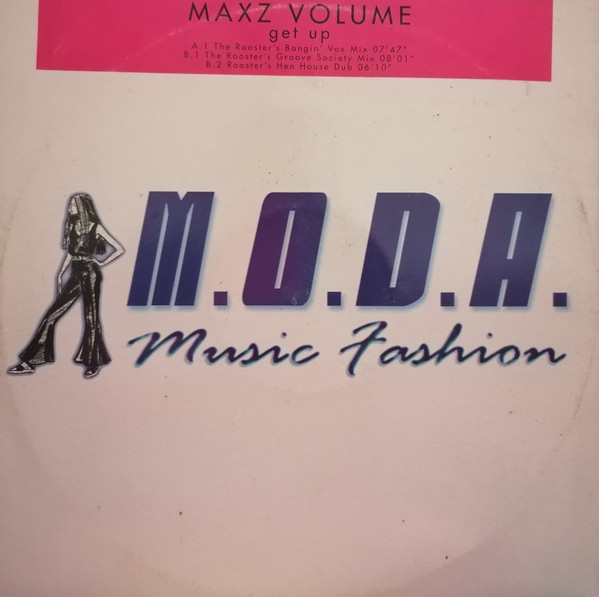 MAXZ VOLUME
get up
A.1 The Rooster's Bangin' Vox Mix 07'47"
B.1 The Rooster's Groove Society Mix 08'01"
B.2 Rooster's Hen House Dub 06'10"
M.O.D.A.
Music Fashion